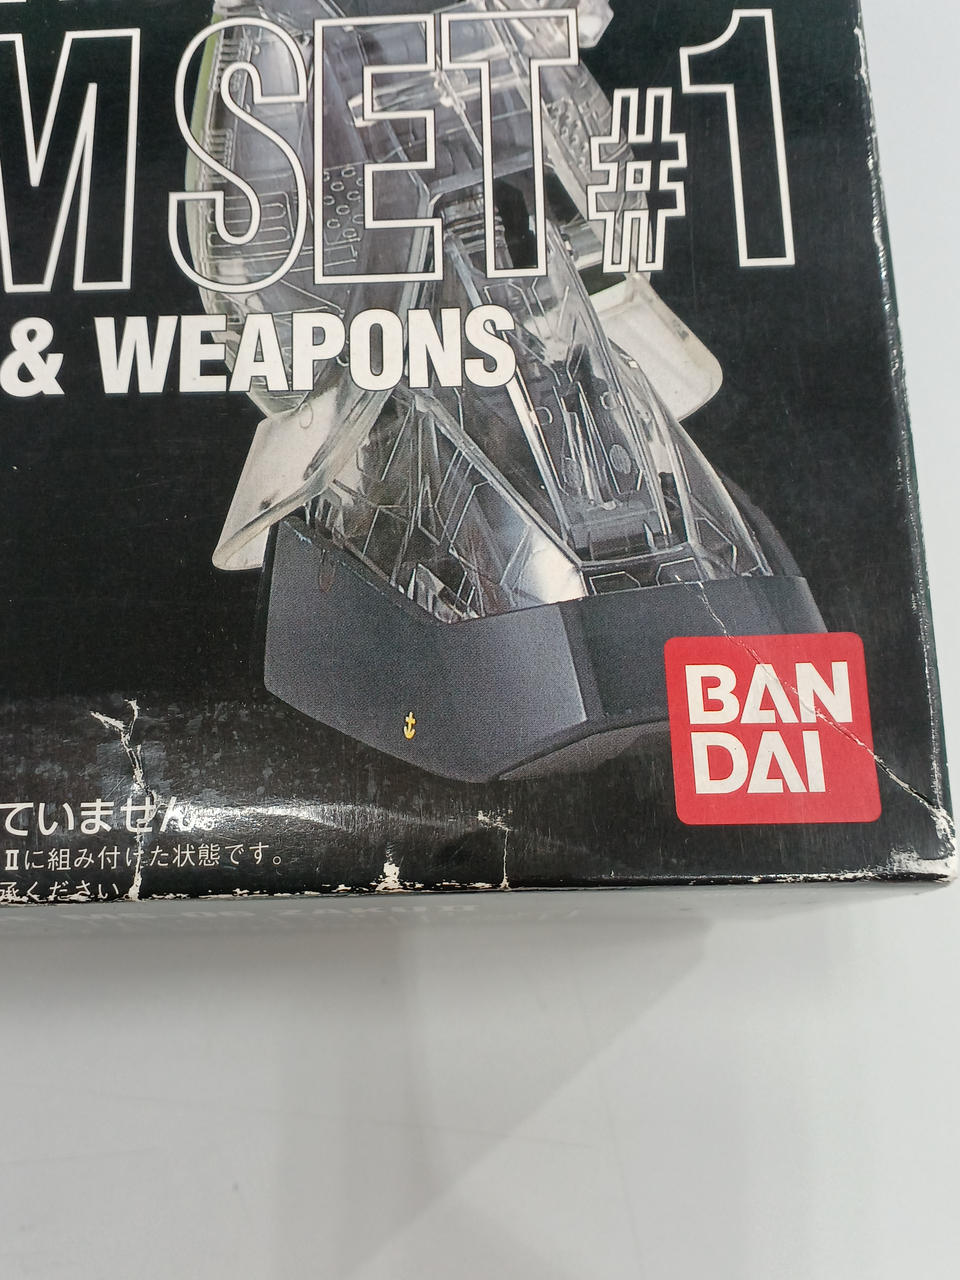 M SET #1
& WEAPONS
BAN
DAI
ていません。
Ⅱに組み付けた状態です。
承ください。